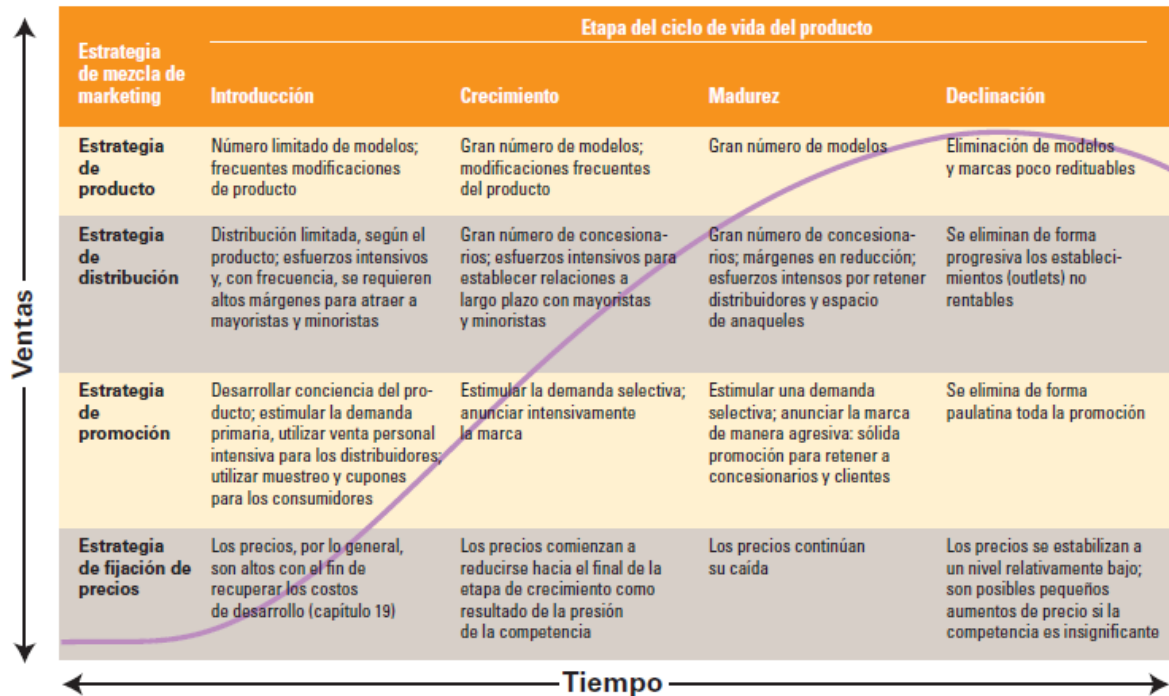 Etapa del ciclo de vida del producto
Estrategia
de mezcla de
marketing
Introducción
Crecimiento
Madurez
Declinación
Estrategia
de
producto
Número limitado de modelos;
frecuentes modificaciones
de producto
Gran número de modelos;
modificaciones frecuentes
del producto
Gran número de modelos
Eliminación de modelos
y marcas poco redituables
Estrategia
de
distribución
Distribución limitada, según el
producto; esfuerzos intensivos
y, con frecuencia, se requieren
altos márgenes para atraer a
mayoristas y minoristas
Gran número de concesiona-
rios; esfuerzos intensivos para
establecer relaciones a
largo plazo con mayoristas
y minoristas
Gran número de concesiona-
rios; márgenes en reducción;
esfuerzos intensos por retener
distribuidores y espacio
de anaqueles
Se eliminan de forma
progresiva los estableci-
mientos (outlets) no
rentables
Estrategia
de
promoción
Desarrollar conciencia del pro-
ducto; estimular la demanda
primaria, utilizar venta personal
intensiva para los distribuidores;
utilizar muestreo y cupones
para los consumidores
Estimular la demanda selectiva;
anunciar intensivamente
la marca
Estimular una demanda
selectiva; anunciar la marca
de manera agresiva: sólida
promoción para retener a
concesionarios y clientes
Se elimina de forma
paulatina toda la promoción
Estrategia
de fijación de
precios
Los precios, por lo general,
son altos con el fin de
recuperar los costos
de desarrollo (capítulo 19)
Los precios comienzan a
reducirse hacia el final de la
etapa de crecimiento como
resultado de la presión
de la competencia
Los precios continúan
su caída
Los precios se estabilizan a
un nivel relativamente bajo;
son posibles pequeños
aumentos de precio si la
competencia es insignificante
Ventas
Tiempo